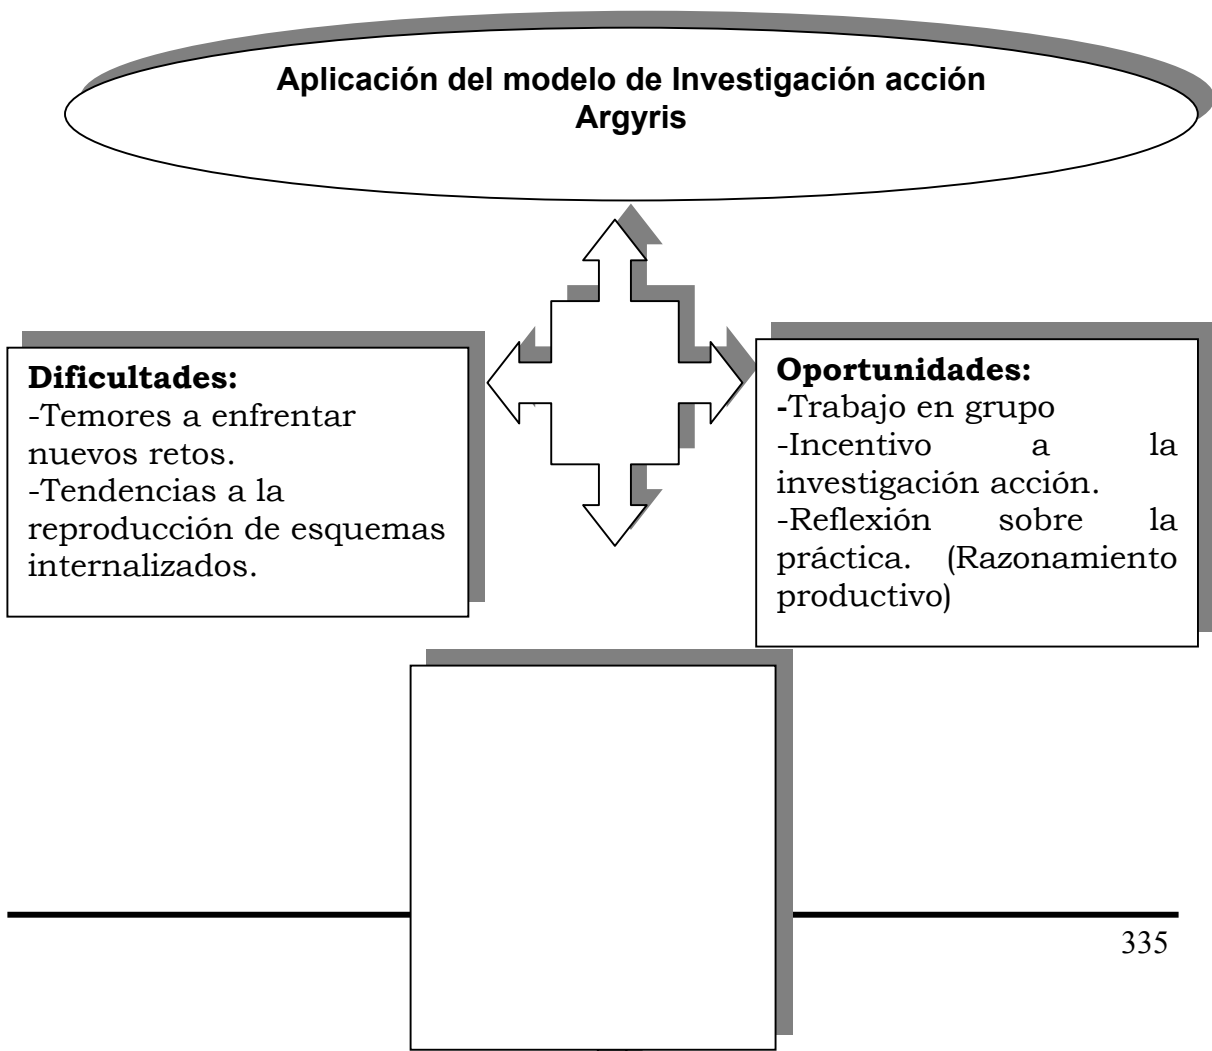 Aplicación del modelo de Investigación acción
Argyris
Dificultades:
-Temores a enfrentar
nuevos retos.
-Tendencias a la
reproducción de esquemas
internalizados.
Oportunidades:
-Trabajo en grupo
-Incentivo a la
investigación acción.
-Reflexión sobre la
práctica. (Razonamiento
productivo)
335